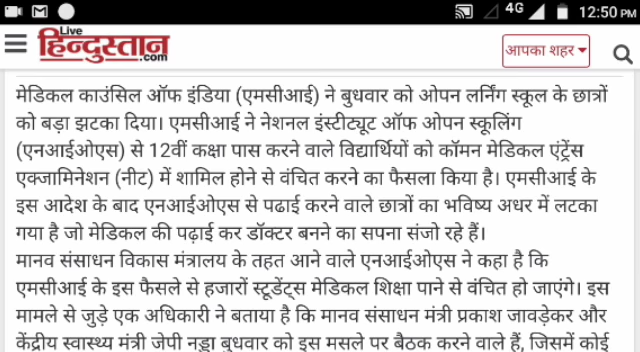 4G 12:50 PM
Live
हिन्दुस्तान
.com
आपका शहर
मेडिकल काउंसिल ऑफ इंडिया (एमसीआई) ने बुधवार को ओपन लर्निंग स्कूल के छात्रों
को बड़ा झटका दिया। एमसीआई ने नेशनल इंस्टीट्यूट ऑफ ओपन स्कूलिंग
(एनआईओएस) से 12वीं कक्षा पास करने वाले विद्यार्थियों को कॉमन मेडिकल एंट्रेंस
एक्जामिनेशन (नीट) में शामिल होने से वंचित करने का फैसला किया है। एमसीआई के
इस आदेश के बाद एनआईओएस से पढाई करने वाले छात्रों का भविष्य अधर में लटका
गया है जो मेडिकल की पढ़ाई कर डॉक्टर बनने का सपना संजो रहे हैं।
मानव संसाधन विकास मंत्रालय के तहत आने वाले एनआईओएस ने कहा है कि
एमसीआई के इस फैसले से हजारों स्टूडेंट्स मेडिकल शिक्षा पाने से वंचित हो जाएंगे। इस
मामले से जुड़े एक अधिकारी ने बताया है कि मानव संसाधन मंत्री प्रकाश जावड़ेकर और
केंद्रीय स्वास्थ्य मंत्री जेपी नड्डा बुधवार को इस मसले पर बैठक करने वाले हैं, जिसमें कोई